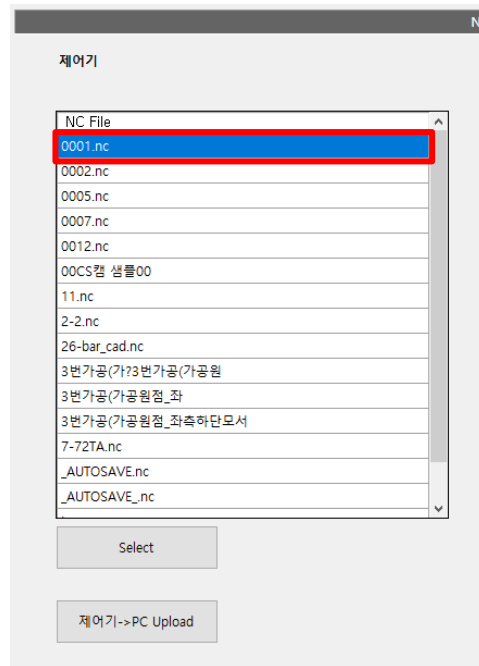 N
제어기
NC File
0001.nc
0002.nc
0005.nc
0007.nc
0012.nc
00CS캠 샘플00
11.nc
2-2.nc
26-bar_cad.nc
3번가공(가?3번가공(가공원
3번가공(가공원점_좌
3번가공(가공원점_좌측하단모서
7-72TA.nc
_AUTOSAVE.nc
_AUTOSAVE_.nc
Select
제어기->PC Upload